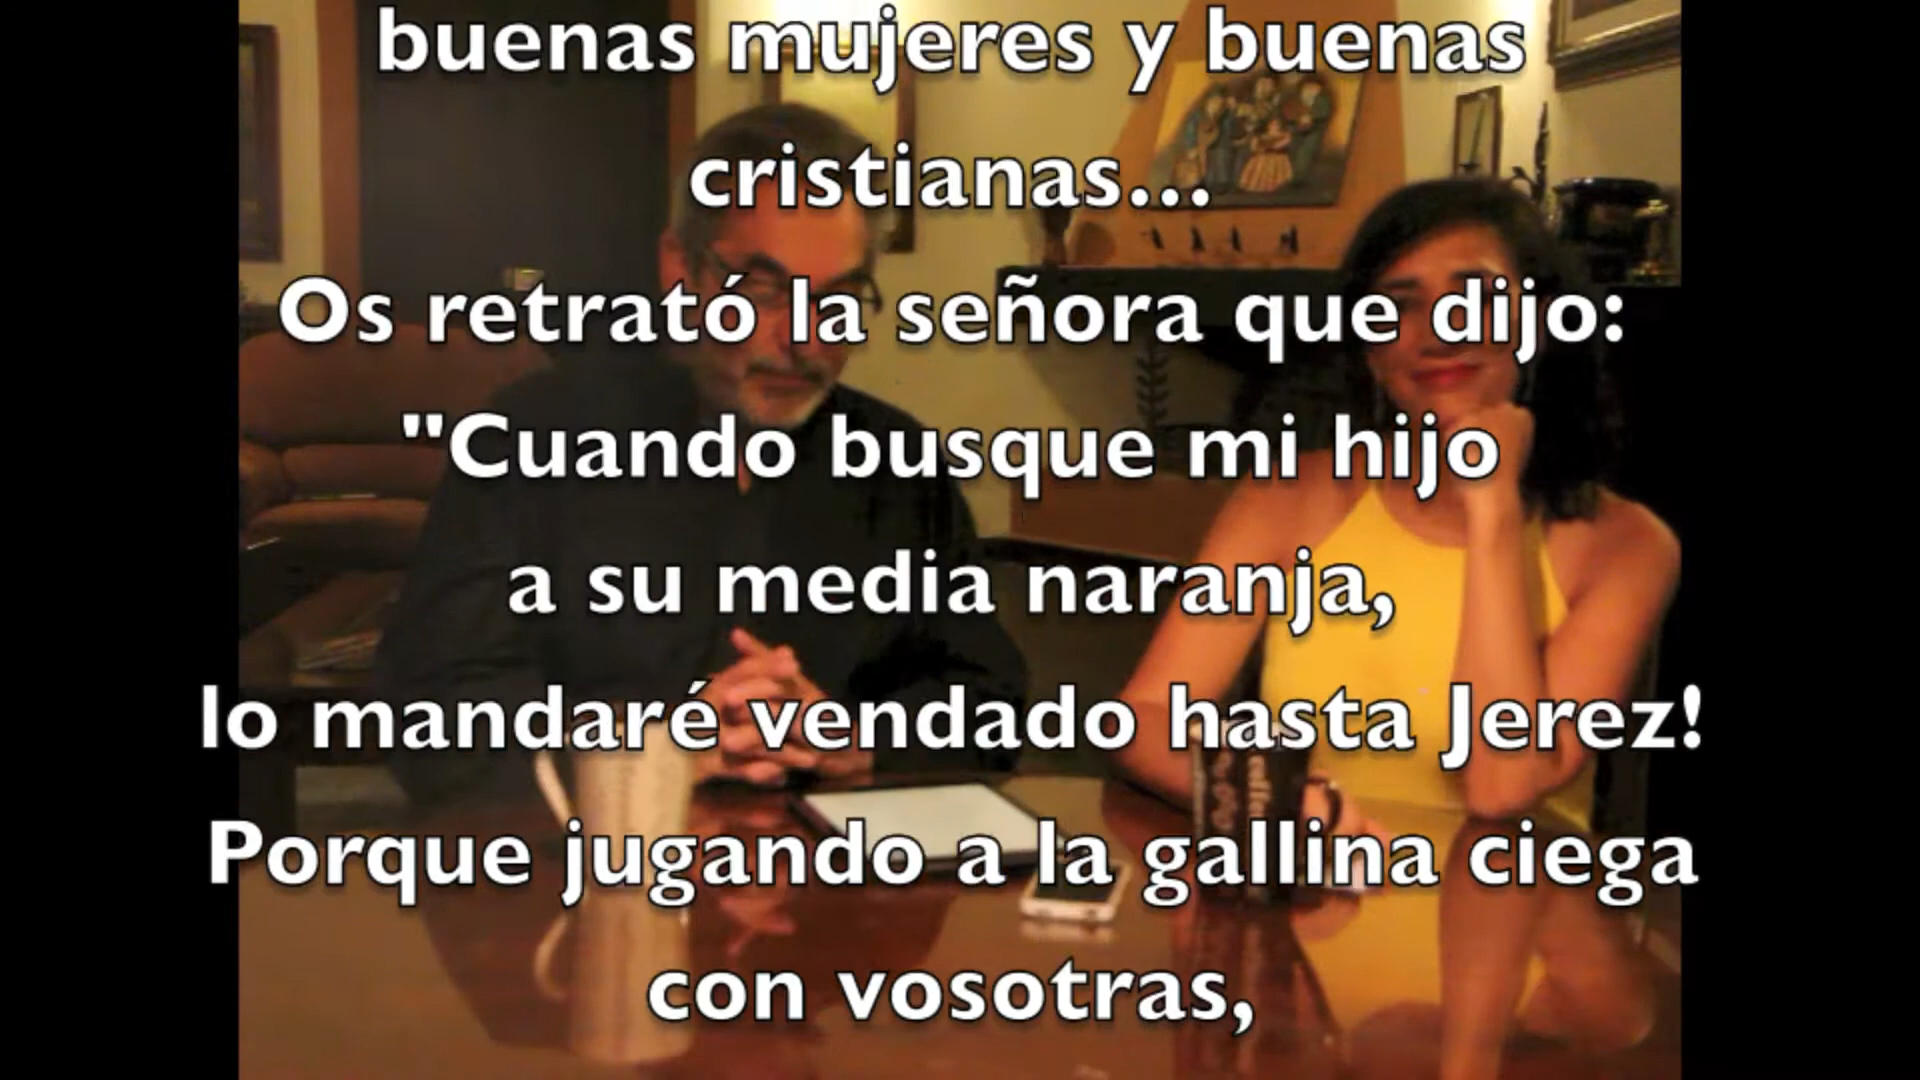 buenas mujeres y buenas
cristianas...
Os retrató la señora que dijo:
"Cuando busque mi hijo
a su media naranja,
lo mandaré vendado hasta Jerez!
Porque jugando a la gallina ciega
con vosotras,